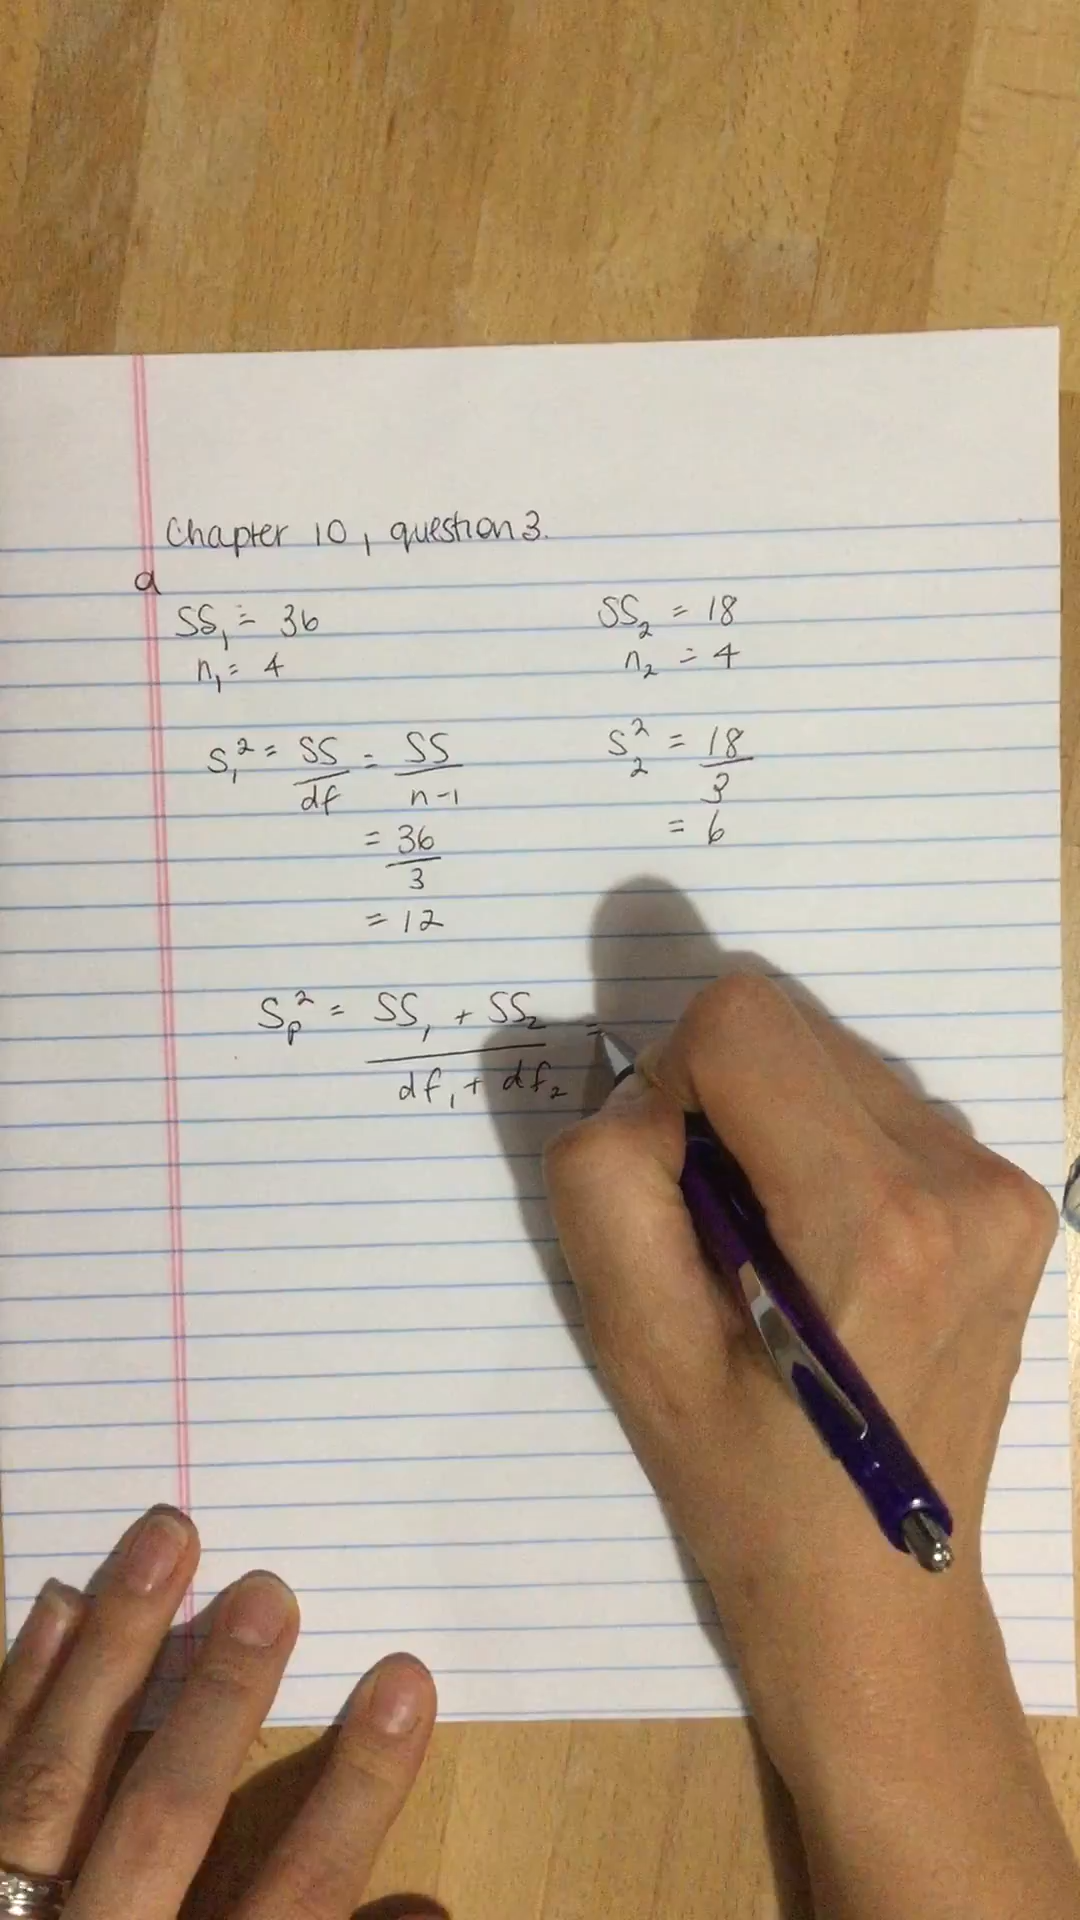 Chapter 10, question 3.
a
SS₁ = 36
n₁ = 4
SS₂ = 18
n₂ = 4
S₁² = SS/df = SS/n-1
= 36/3
= 12
S₂² = 18/3
= 6
Sp² = SS₁ + SS₂ / df₁ + df₂ =